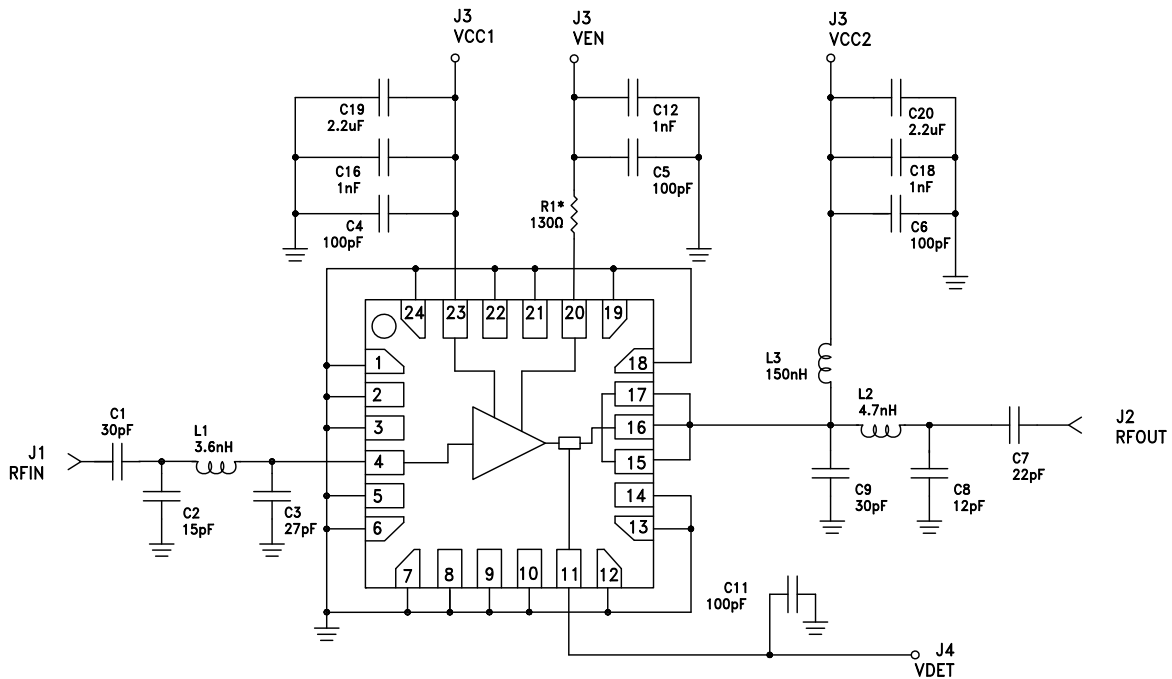 J3
VCC1
J3
VEN
J3
VCC2
C19
2.2uF
C12
1nF
C20
2.2uF
C16
1nF
C5
100pF
C18
1nF
C4
100pF
R1*
130Ω
C6
100pF
24
23
22
21
20
19
1
2
3
4
5
6
18
17
16
15
14
13
7
8
9
10
11
12
J1
RFIN
C1
30pF
L1
3.6nH
C2
15pF
C3
27pF
L3
150nH
L2
4.7nH
J2
RFOUT
C7
22pF
C9
30pF
C8
12pF
C11
100pF
J4
VDET